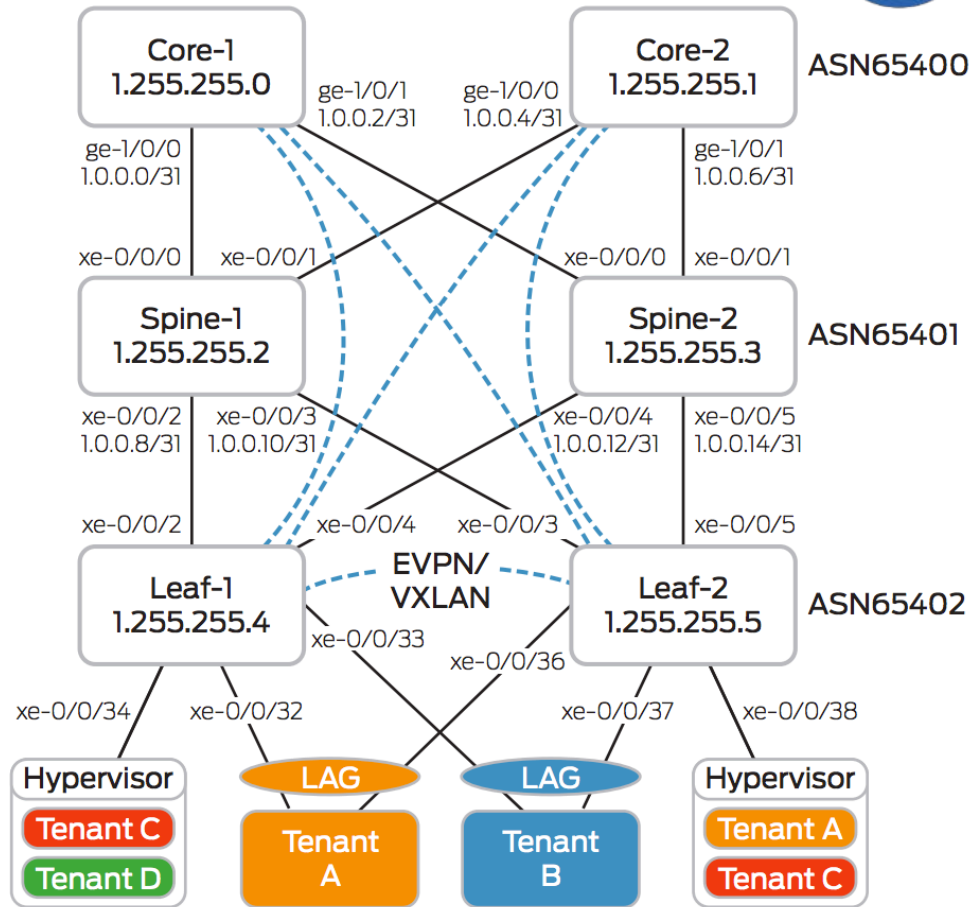 Core-1
1.255.255.0
Core-2
1.255.255.1
ASN65400
ge-1/0/1
1.0.0.2/31
ge-1/0/0
1.0.0.4/31
ge-1/0/0
1.0.0.0/31
ge-1/0/1
1.0.0.6/31
xe-0/0/0
xe-0/0/1
xe-0/0/0
xe-0/0/1
Spine-1
1.255.255.2
Spine-2
1.255.255.3
ASN65401
xe-0/0/2
1.0.0.8/31
xe-0/0/3
1.0.0.10/31
xe-0/0/4
1.0.0.12/31
xe-0/0/5
1.0.0.14/31
xe-0/0/2
xe-0/0/4
xe-0/0/3
xe-0/0/5
Leaf-1
1.255.255.4
EVPN/
VXLAN
Leaf-2
1.255.255.5
ASN65402
xe-0/0/33
xe-0/0/36
xe-0/0/34
xe-0/0/32
xe-0/0/37
xe-0/0/38
Hypervisor
Tenant C
Tenant D
LAG
Tenant
A
LAG
Tenant
B
Hypervisor
Tenant A
Tenant C